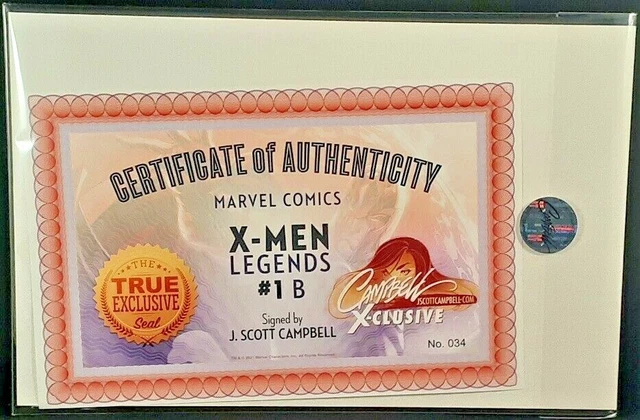 CERTIFICATE of AUTHENTICITY
MARVEL COMICS
X-MEN
LEGENDS
#1 B
Signed by
J. SCOTT CAMPBELL
THE
TRUE
EXCLUSIVE
Seal
CAMPBELL
JSCOTTCAMPBELL.COM
X-CLUSIVE
No. 034